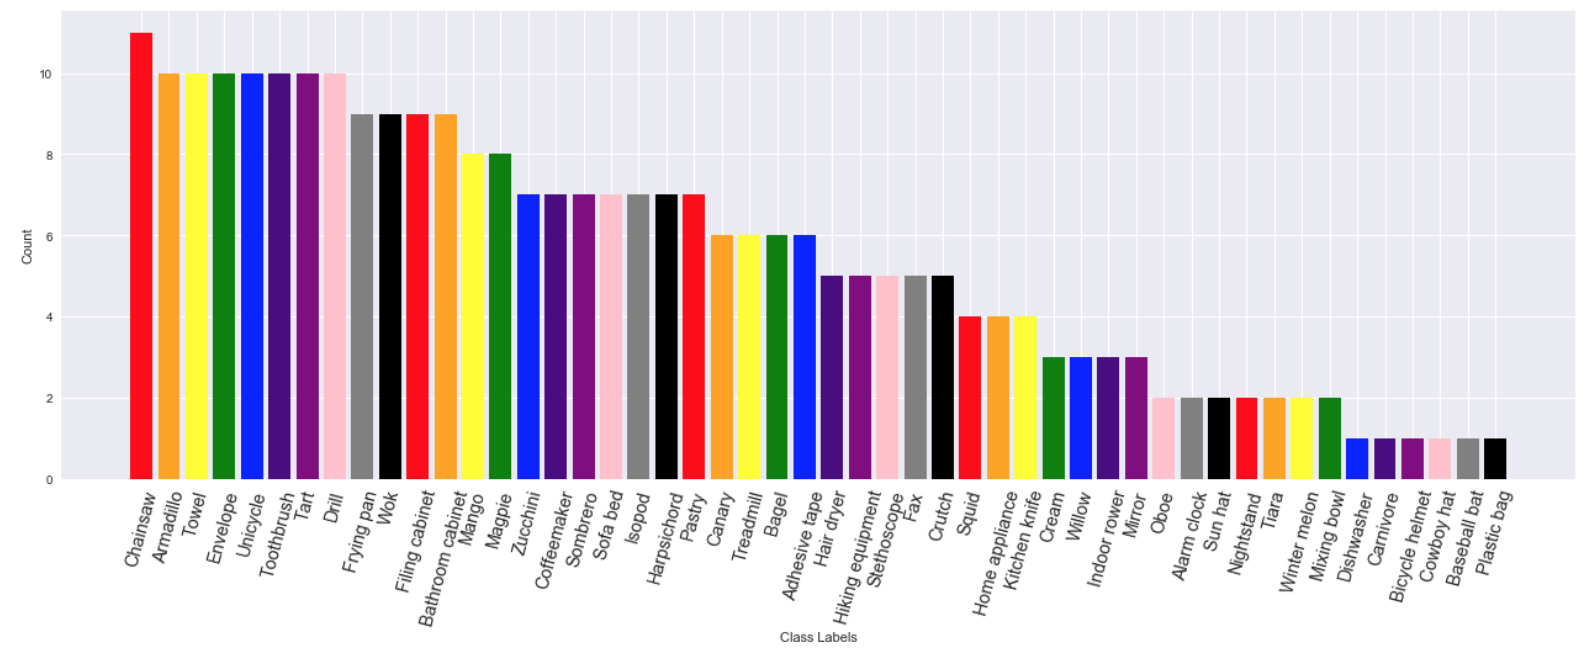 10
8
6
4
2
0
Count
Chainsaw
Armadillo
Towel
Envelope
Unicycle
Toothbrush
Tart
Drill
Frying pan
Wok
Filing cabinet
Bathroom cabinet
Mango
Magpie
Zucchini
Coffeemaker
Sombrero
Sofa bed
Isopod
Harpsichord
Pastry
Canary
Treadmill
Bagel
Adhesive tape
Hair dryer
Hiking equipment
Stethoscope
Fax
Crutch
Squid
Home appliance
Kitchen knife
Cream
Willow
Indoor rower
Mirror
Oboe
Alarm clock
Sun hat
Nightstand
Tiara
Winter melon
Mixing bowl
Dishwasher
Carnivore
Bicycle helmet
Cowboy hat
Baseball bat
Plastic bag
Class Labels